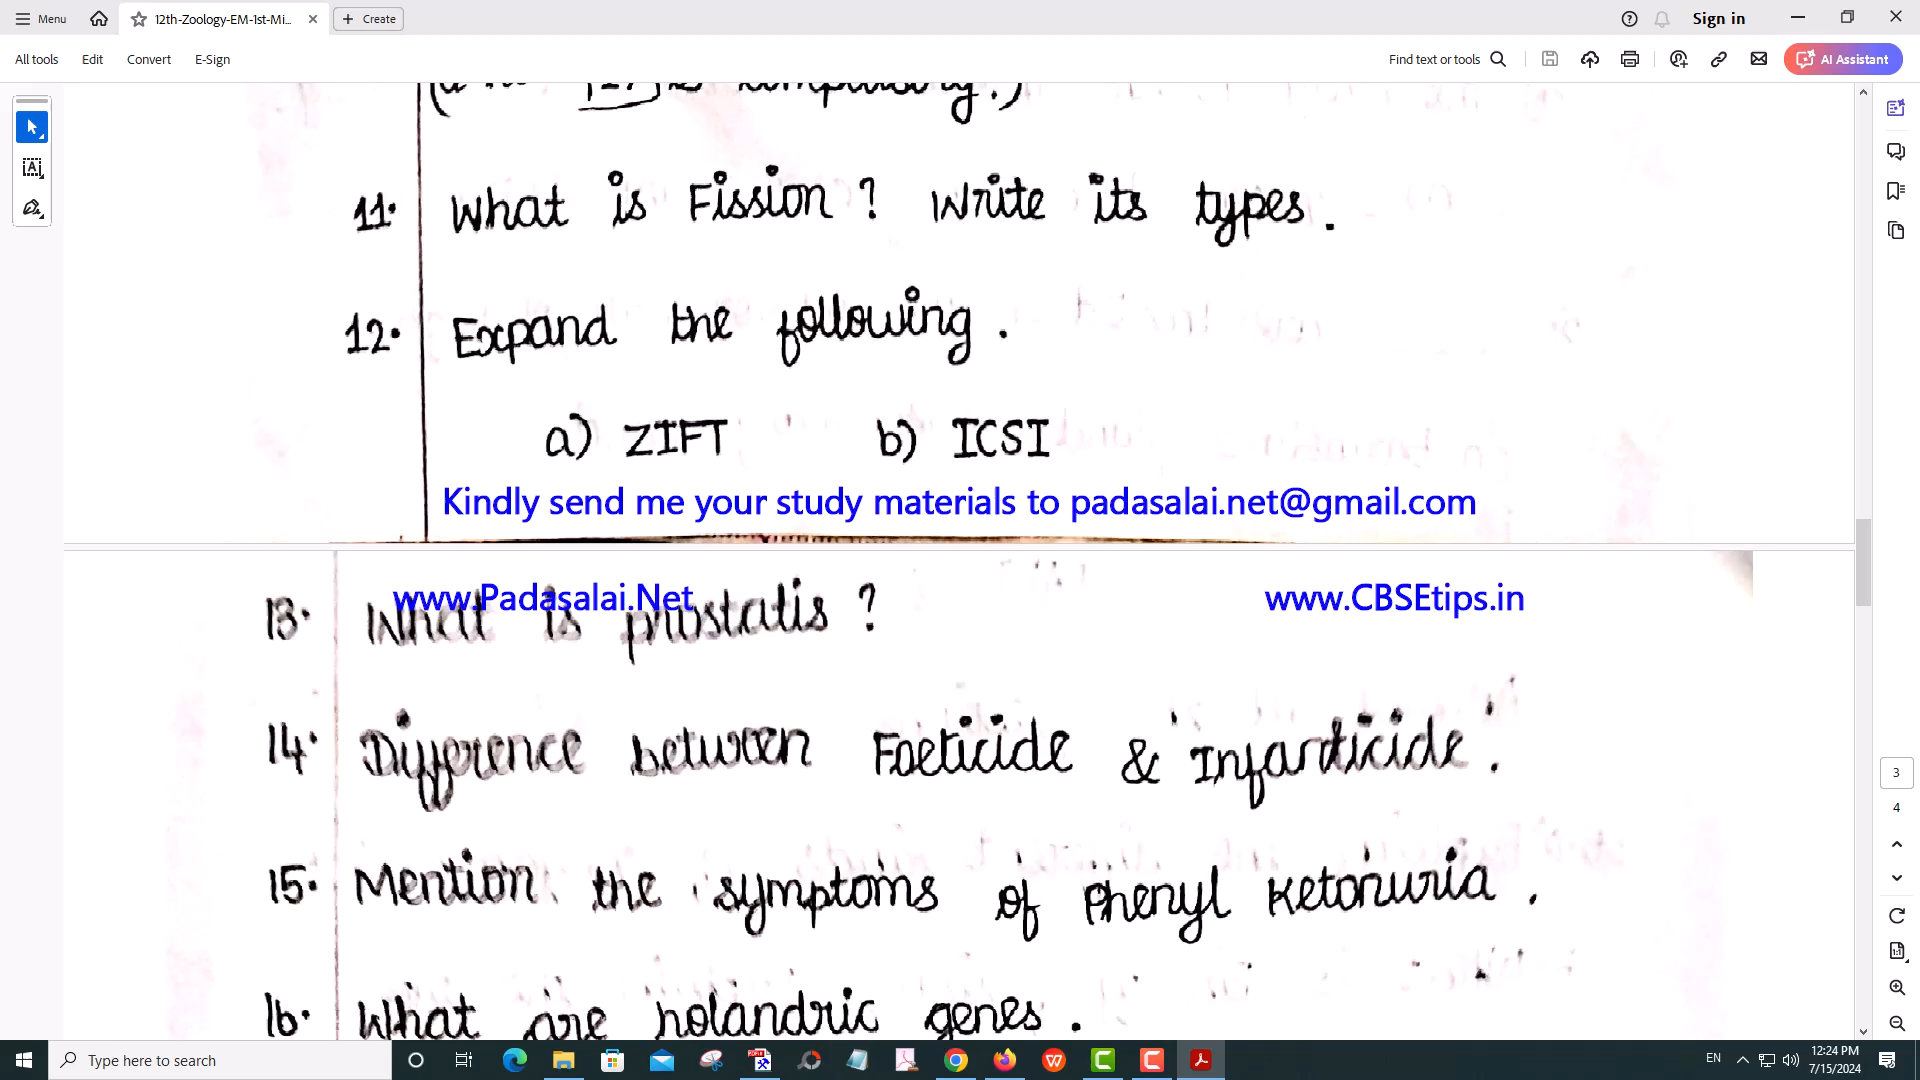 Menu
12th-Zoology-EM-1st-Mi...
Create
Sign in
All tools Edit Convert E-Sign
Find text or tools
AI Assistant
11. What is Fission ? Write its types.
12. Expand the following.
a) ZIFT b) ICSI
Kindly send me your study materials to padasalai.net@gmail.com
www.Padasalai.Net www.CBSEtips.in
13. What is prostatis ?
14. Difference between Foeticide & Infanticide.
15. Mention the symptoms of Phenyl Ketonuria.
16. What are holandric genes.
3
4
Type here to search
EN
12:24 PM
7/15/2024